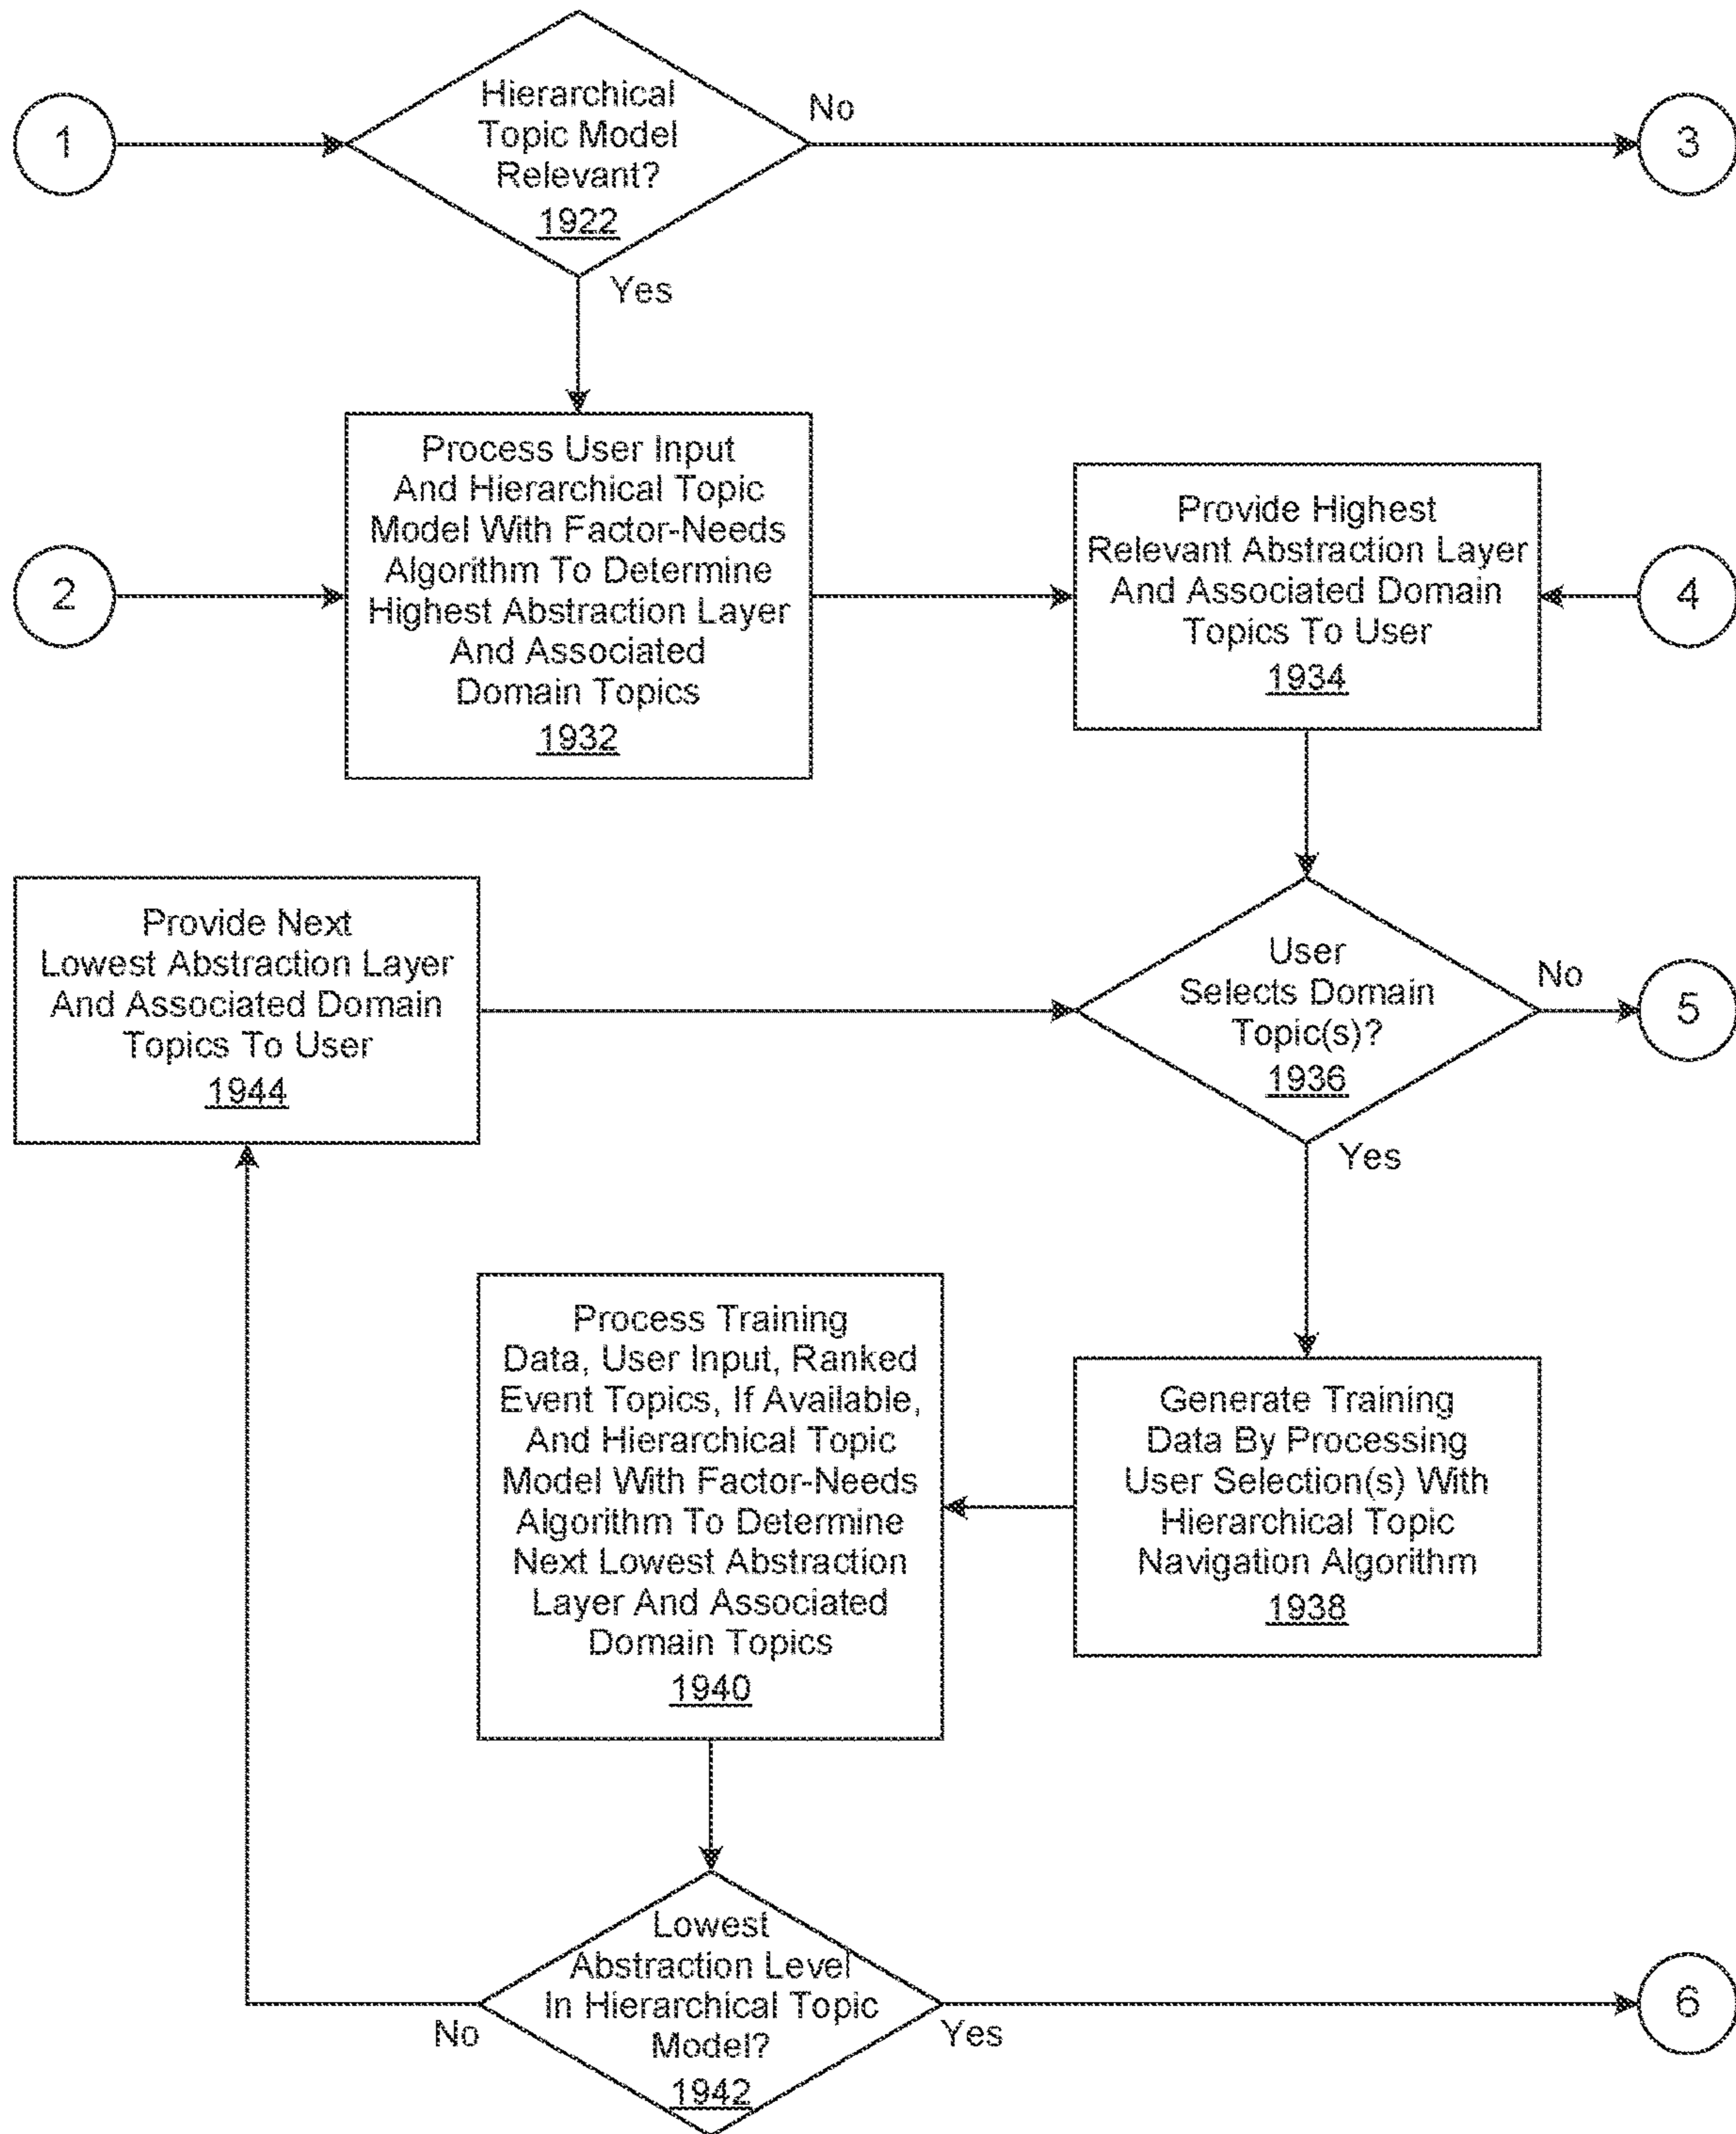 1
Hierarchical
Topic Model
Relevant?
1922
No
3
Yes
Process User Input
And Hierarchical Topic
Model With Factor-Needs
Algorithm To Determine
Highest Abstraction Layer
And Associated
Domain Topics
1932
2
Provide Highest
Relevant Abstraction Layer
And Associated Domain
Topics To User
1934
4
Provide Next
Lowest Abstraction Layer
And Associated Domain
Topics To User
1944
User
Selects Domain
Topic(s)?
1936
No
5
Yes
Process Training
Data, User Input, Ranked
Event Topics, If Available,
And Hierarchical Topic
Model With Factor-Needs
Algorithm To Determine
Next Lowest Abstraction
Layer And Associated
Domain Topics
1940
Generate Training
Data By Processing
User Selection(s) With
Hierarchical Topic
Navigation Algorithm
1938
Lowest
Abstraction Level
In Hierarchical Topic
Model?
1942
No
Yes
6